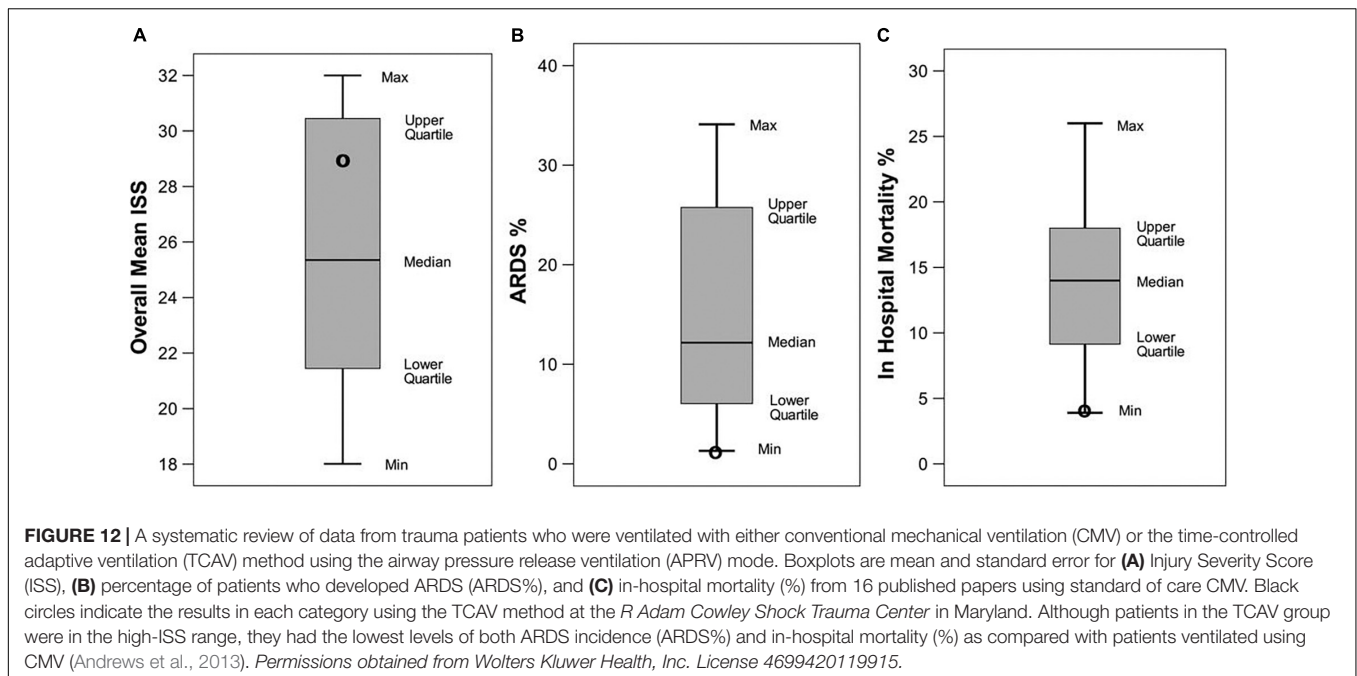 A
Overall Mean ISS
32
30
28
26
24
22
20
18
Max
Upper
Quartile
Median
Lower
Quartile
Min
B
ARDS %
40
30
20
10
0
Max
Upper
Quartile
Median
Lower
Quartile
Min
C
In Hospital Mortality %
30
25
20
15
10
5
0
Max
Upper
Quartile
Median
Lower
Quartile
Min
FIGURE 12 | A systematic review of data from trauma patients who were ventilated with either conventional mechanical ventilation (CMV) or the time-controlled
adaptive ventilation (TCAV) method using the airway pressure release ventilation (APRV) mode. Boxplots are mean and standard error for (A) Injury Severity Score
(ISS), (B) percentage of patients who developed ARDS (ARDS%), and (C) in-hospital mortality (%) from 16 published papers using standard of care CMV. Black
circles indicate the results in each category using the TCAV method at the R Adam Cowley Shock Trauma Center in Maryland. Although patients in the TCAV group
were in the high-ISS range, they had the lowest levels of both ARDS incidence (ARDS%) and in-hospital mortality (%) as compared with patients ventilated using
CMV (Andrews et al., 2013). Permissions obtained from Wolters Kluwer Health, Inc. License 4699420119915.